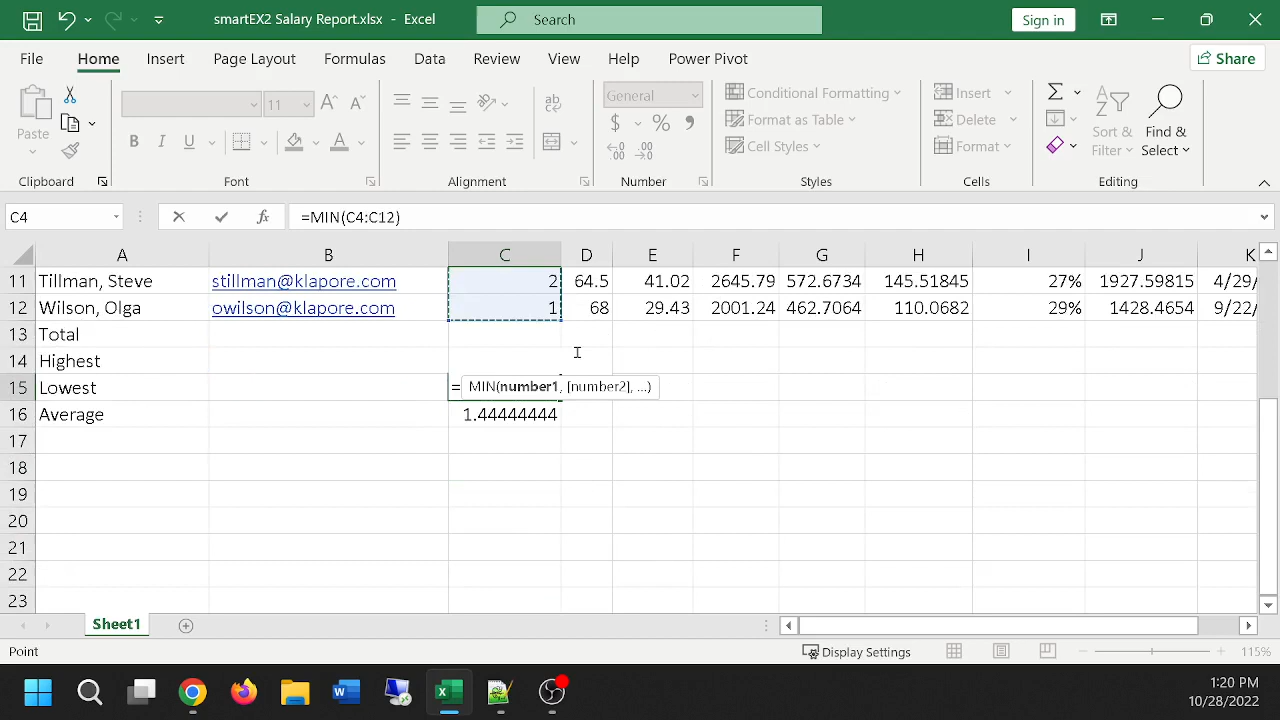 smartEX2 Salary Report.xlsx - Excel
Search
Sign in
File Home Insert Page Layout Formulas Data Review View Help Power Pivot
Share
Paste
11
B I U
A A A
ab
General
$ % 9
.00 .00
Conditional Formatting
Format as Table
Cell Styles
Insert
Delete
Format
Sort & Filter
Find & Select
Clipboard Font Alignment Number Styles Cells Editing
C4
fx
=MIN(C4:C12)
A B C D E F G H I J K
11 Tillman, Steve stillman@klapore.com 2 64.5 41.02 2645.79 572.6734 145.51845 27% 1927.59815 4/29/
12 Wilson, Olga owilson@klapore.com 1 68 29.43 2001.24 462.7064 110.0682 29% 1428.4654 9/22/
13 Total
14 Highest
15 Lowest = MIN(number1, [number2], ...)
16 Average 1.44444444
17
18
19
20
21
22
23
Sheet1
Point
Display Settings
115%
1:20 PM
10/28/2022